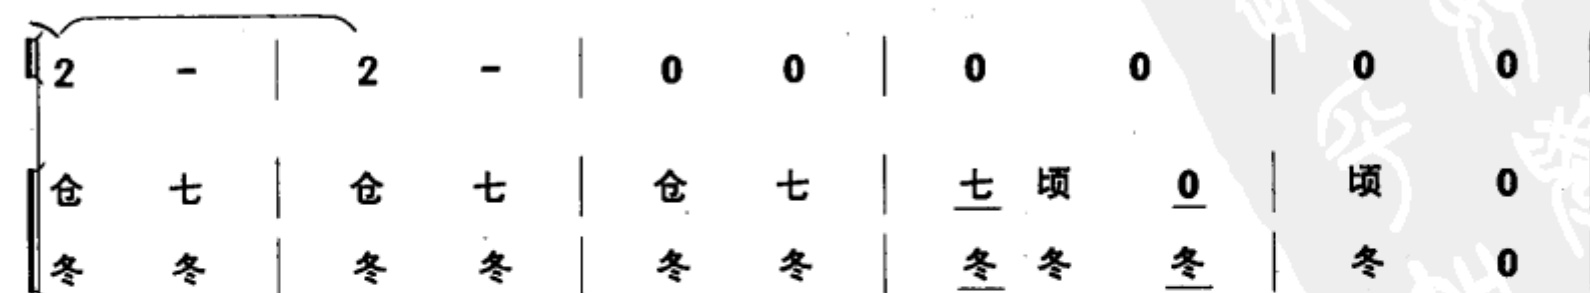 2 - | 2 - | 0 0 | 0 0 | 0 0
仓 七 | 仓 七 | 仓 七 | 七 顷 0 | 顷 0
冬 冬 | 冬 冬 | 冬 冬 | 冬 冬 冬 | 冬 0